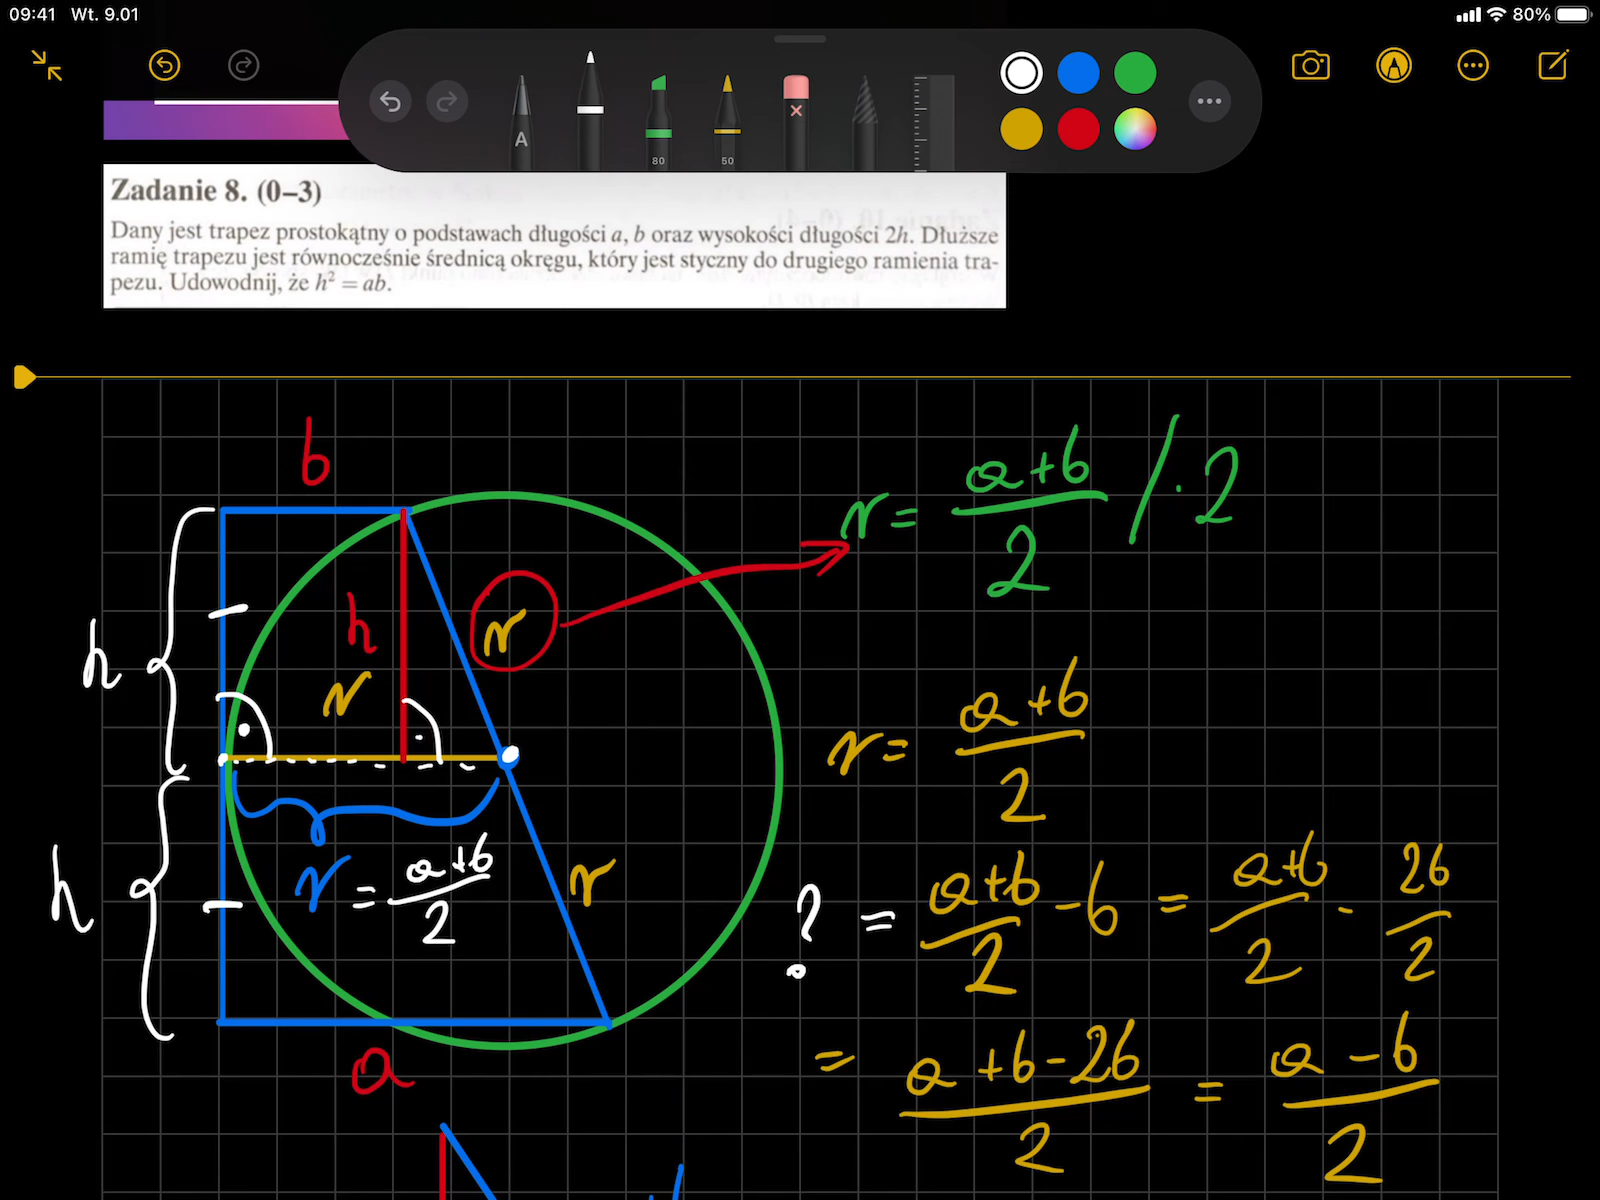 09:41 Wt. 9.01
80%
A
80
50
Zadanie 8. (0–3)
Dany jest trapez prostokątny o podstawach długości a, b oraz wysokości długości 2h. Dłuższe
ramię trapezu jest równocześnie średnicą okręgu, który jest styczny do drugiego ramienia tra-
pezu. Udowodnij, że h² = ab.
b
r = (a+b)/2 / · 2
h
r
h
r
r = (a+b)/2
r = (a+b)/2
r
h
? = (a+b)/2 - b = (a+b)/2 - 2b/2
= (a+b-2b)/2 = (a-b)/2
a